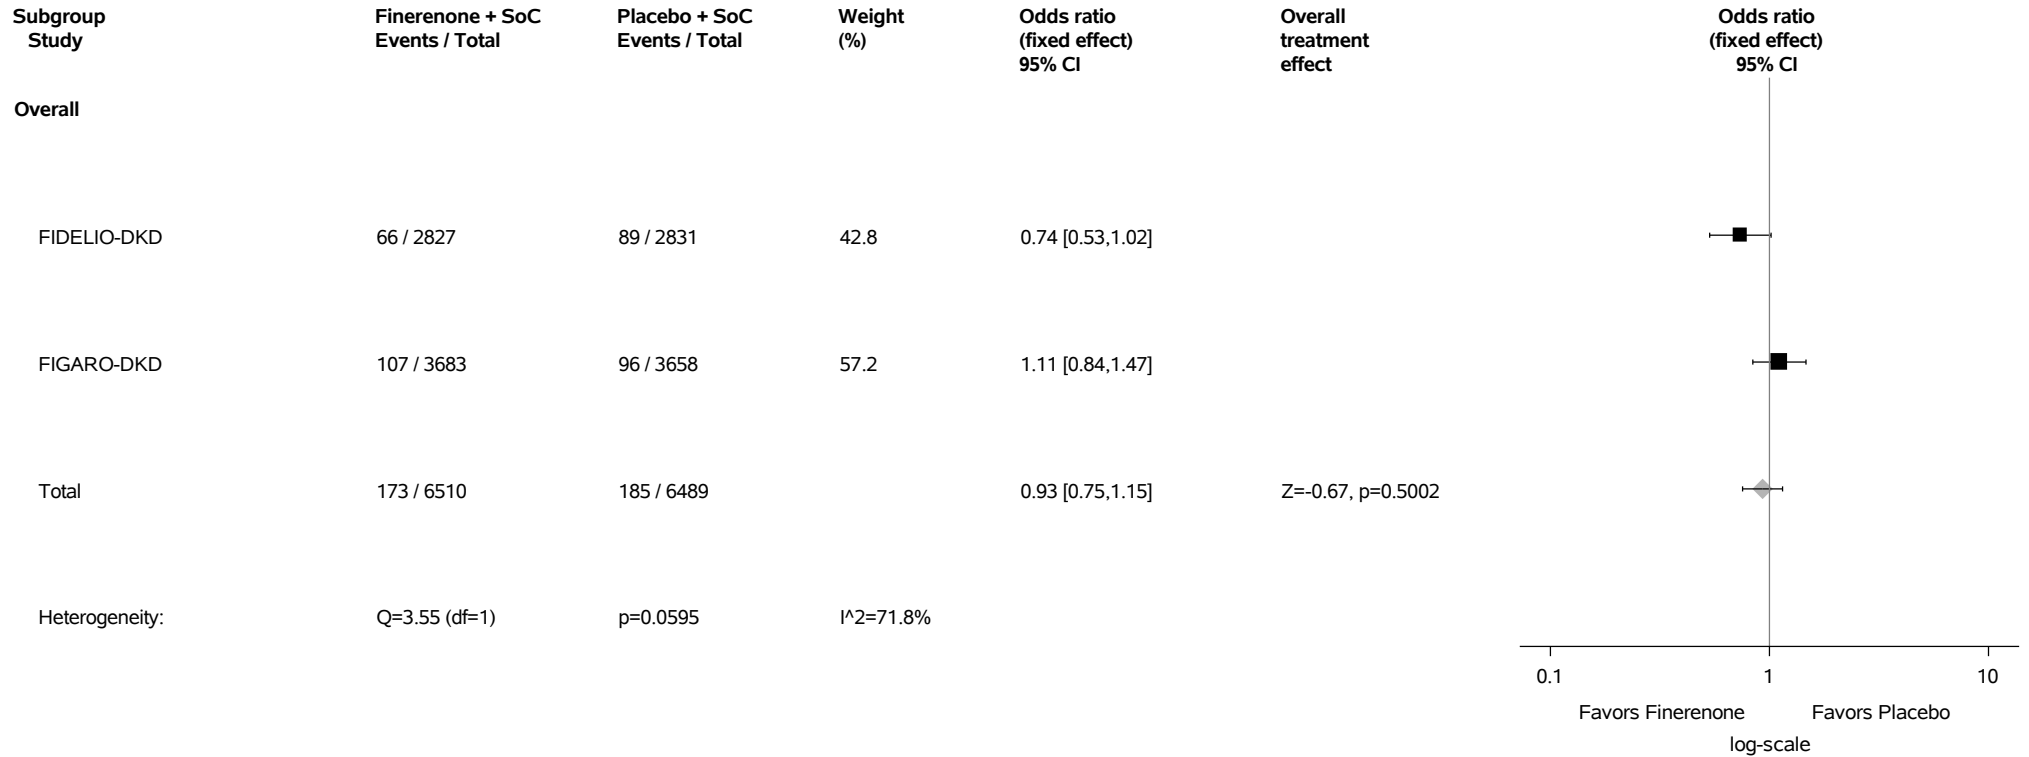 Subgroup Finerenone + SoC Placebo + SoC Weight Odds ratio Overall Odds ratio
Study Events / Total Events / Total (%) (fixed effect) treatment (fixed effect)
95% CI effect 95% CI
Overall
FIDELIO-DKD 66 / 2827 89 / 2831 42.8 0.74 [0.53,1.02]
FIGARO-DKD 107 / 3683 96 / 3658 57.2 1.11 [0.84,1.47]
Total 173 / 6510 185 / 6489 0.93 [0.75,1.15] Z=-0.67, p=0.5002
Heterogeneity: Q=3.55 (df=1) p=0.0595 I^2=71.8%
0.1 1 10
Favors Finerenone Favors Placebo
log-scale